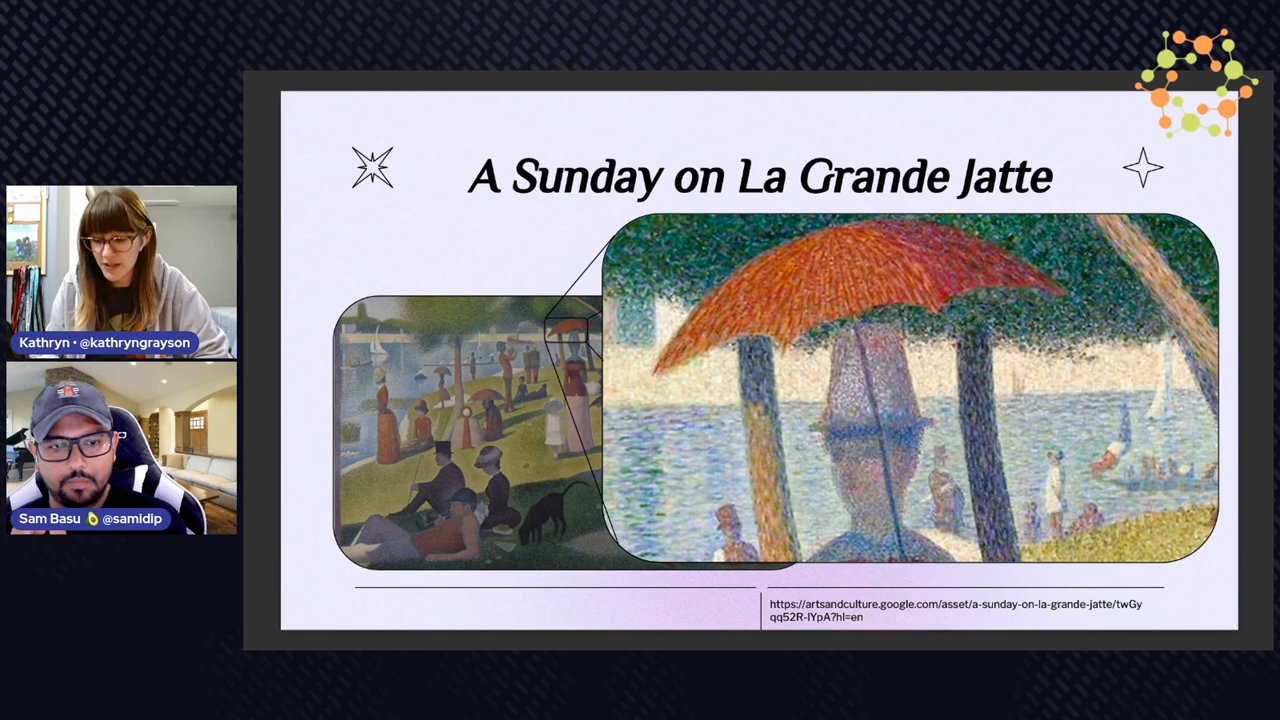 A Sunday on La Grande Jatte
Kathryn • @kathryngrayson
Sam Basu 🥑 @samidip
https://artsandculture.google.com/asset/a-sunday-on-la-grande-jatte/twGy
qq52R-lYpA?hl=en